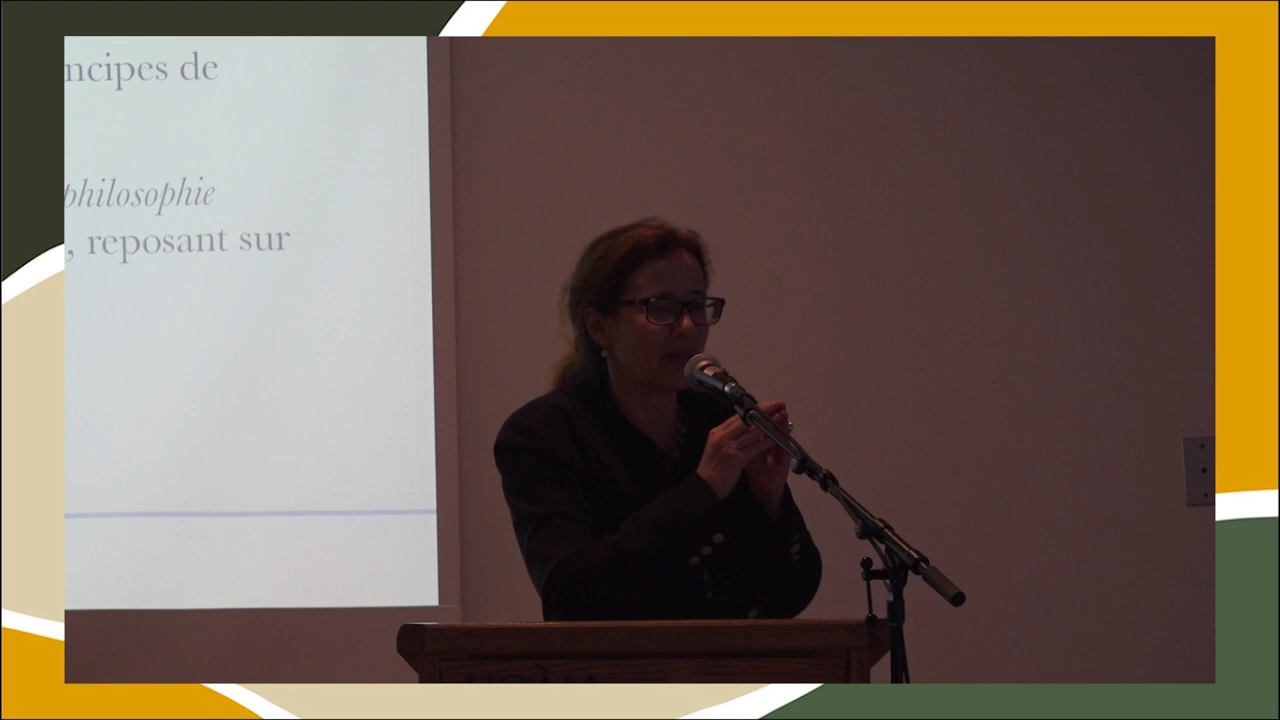 ncipes de
philosophie
, reposant sur